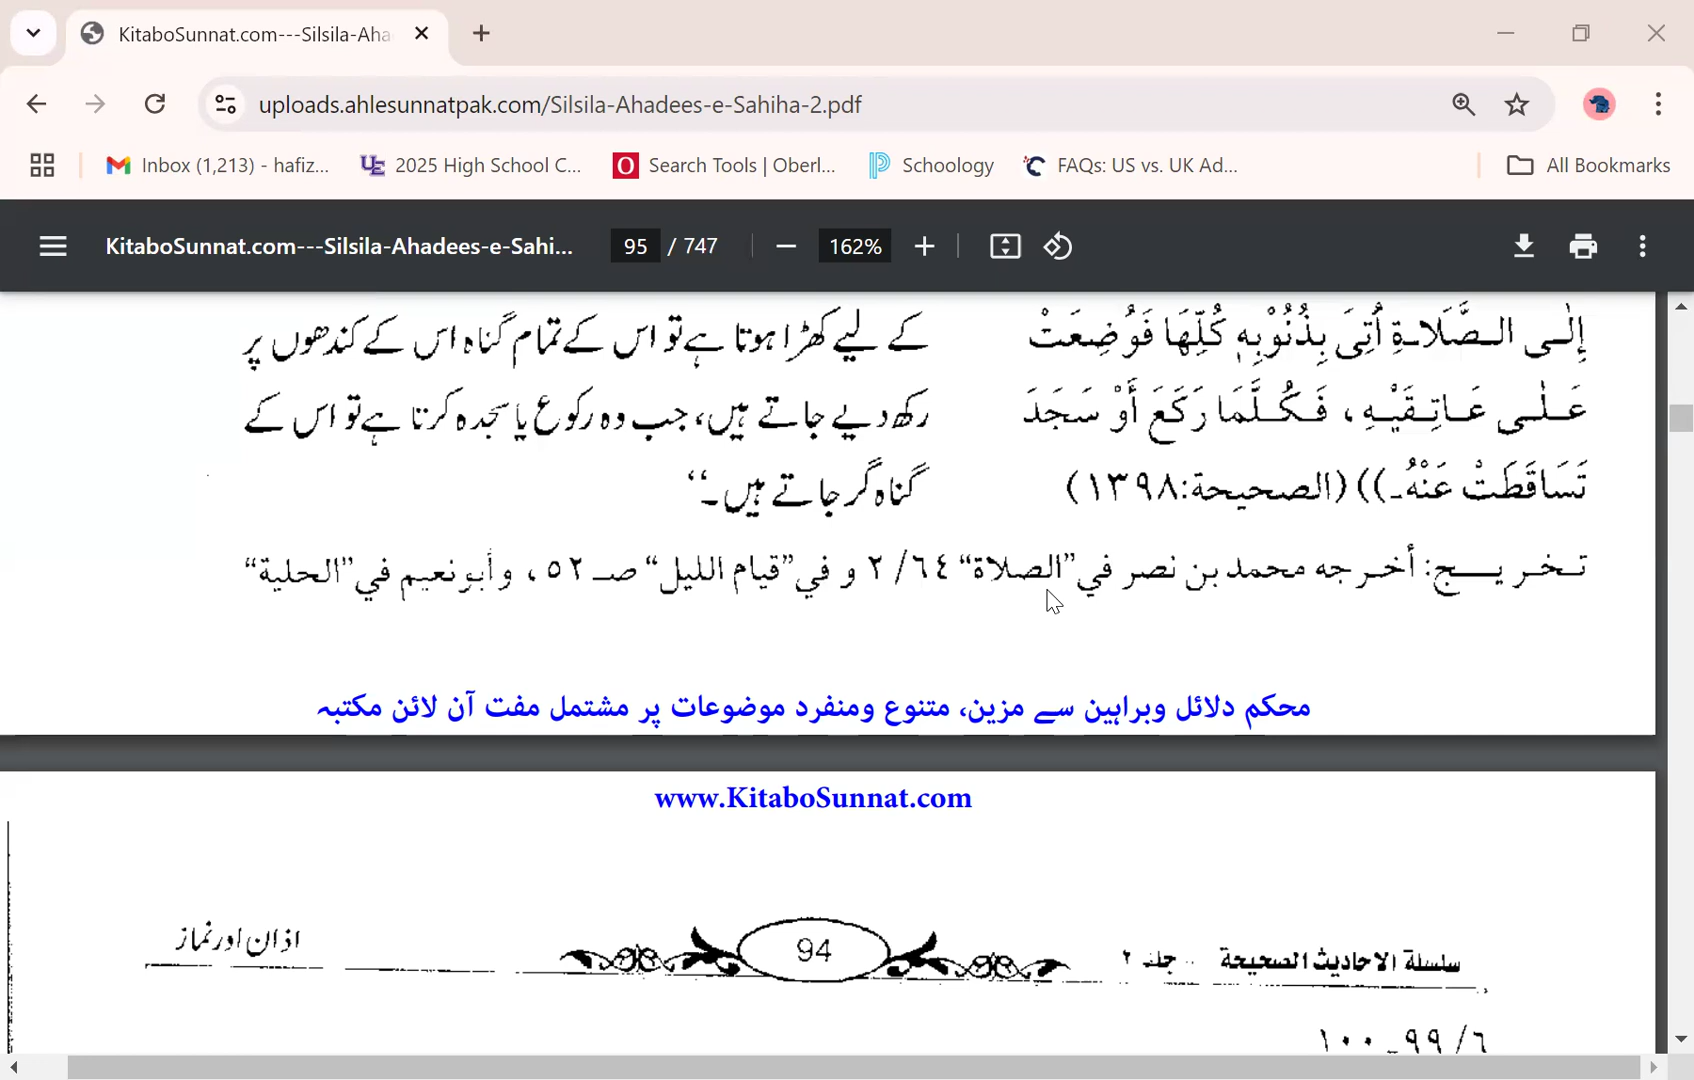 KitaboSunnat.com---Silsila-Aha
uploads.ahlesunnatpak.com/Silsila-Ahadees-e-Sahiha-2.pdf
Inbox (1,213) - hafiz... UE 2025 High School C... O Search Tools | Oberl... Schoology FAQs: US vs. UK Ad... All Bookmarks
KitaboSunnat.com---Silsila-Ahadees-e-Sahi... 95 / 747 162%
إِلٰى الصَّلَاةِ أُتِىَ بِذُنُوْبِهٖ كُلِّهَا فَوُضِعَتْ
عَلٰى عَاتِقَيْهِ، فَكُلَّمَا رَكَعَ أَوْ سَجَدَ
تَسَاقَطَتْ عَنْهُ۔)) (الصحيحة:١٣٩٨)
کے لیے کھڑا ہوتا ہے تو اس کے تمام گناہ اس کے کندھوں پر
رکھ دیے جاتے ہیں، جب وہ رکوع یا سجدہ کرتا ہے تو اس کے
گناہ گر جاتے ہیں۔‘‘
تخريج: أخرجه محمد بن نصر في "الصلاة" ٦٤/ ٢ و في "قيام الليل" صـ ٥٢، وأبو نعيم في "الحلية"
محکم دلائل وبراہین سے مزین، متنوع ومنفرد موضوعات پر مشتمل مفت آن لائن مکتبہ
www.KitaboSunnat.com
سلسلة الاحاديث الصحيحة جلد ٢ 94 اذان اور نماز
٦/ ٩٩ـ١٠٠